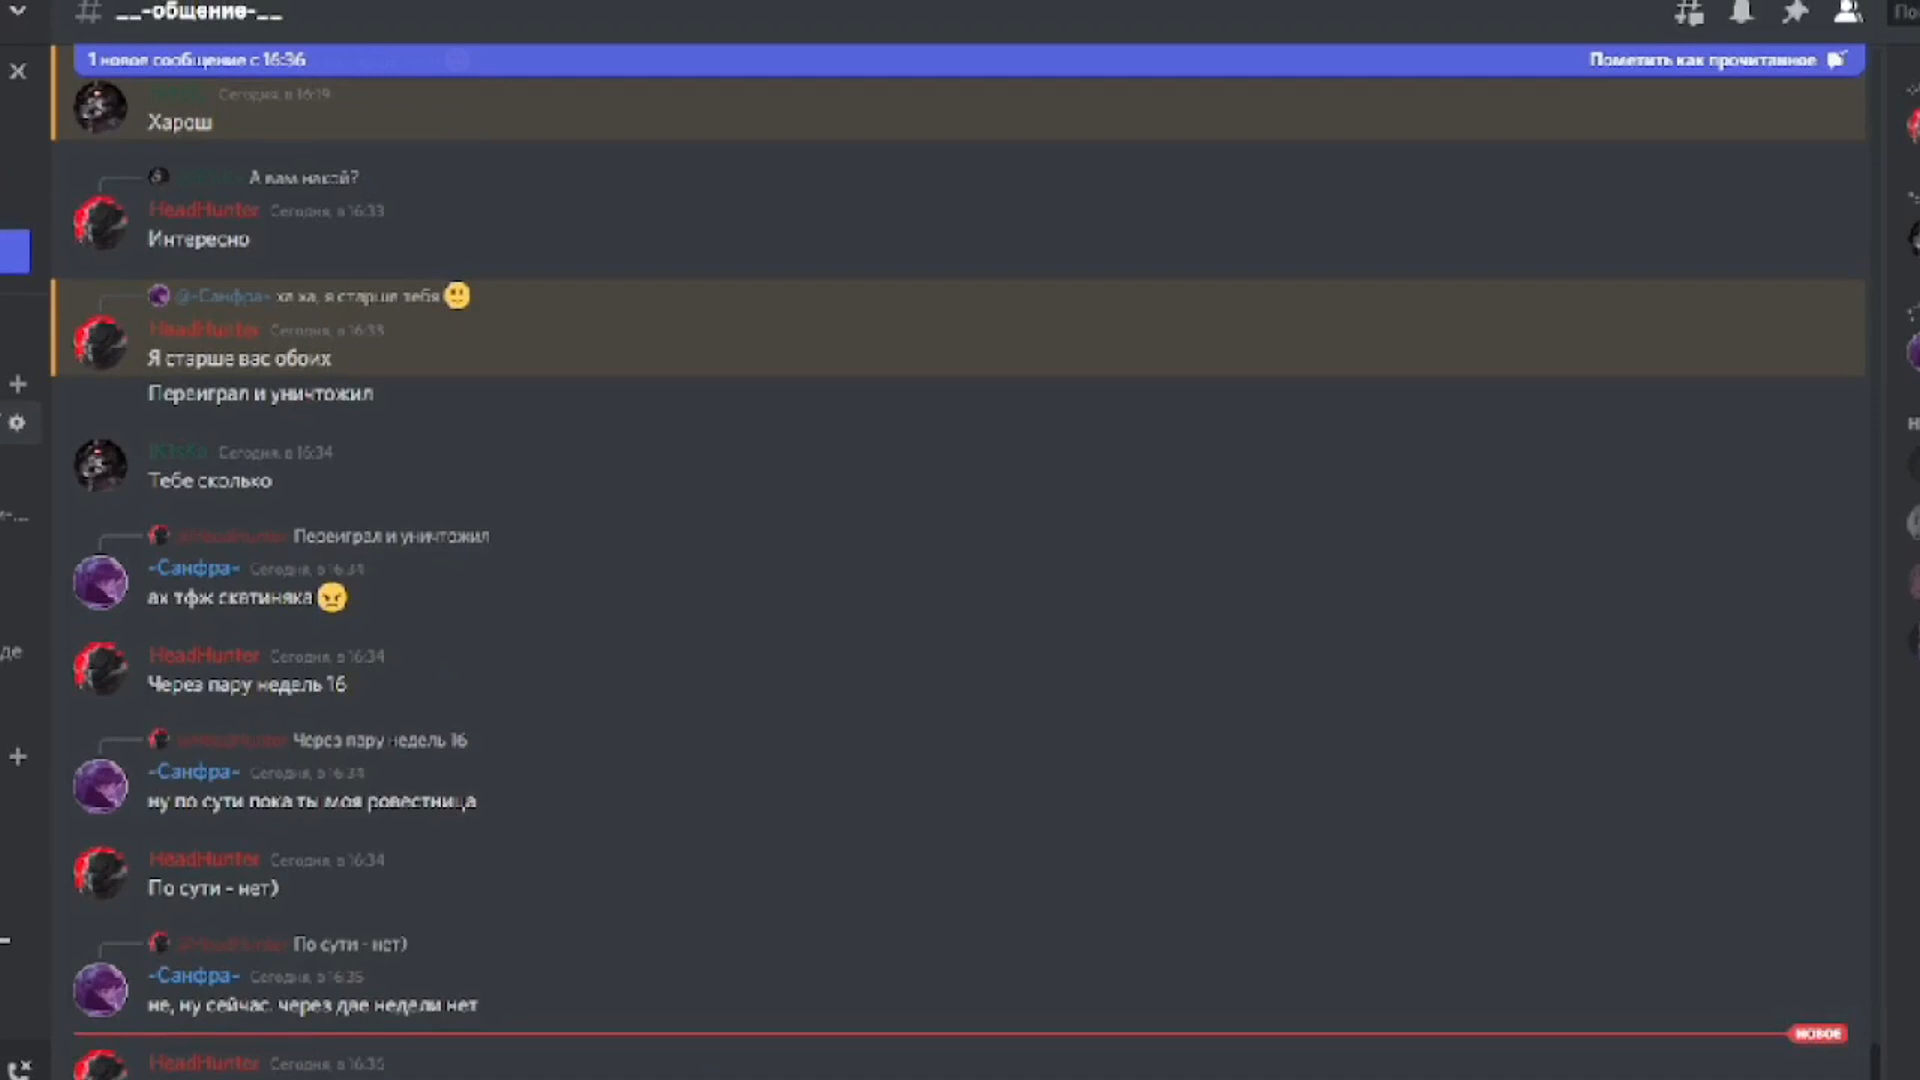 __-общение-__
1 новое сообщение с 16:36
Пометить как прочитанное
Сегодня, в 16:19
Харош
А вам накой?
HeadHunter Сегодня, в 16:33
Интересно
@-Санфра- ха ха, я старше тебя
HeadHunter Сегодня, в 16:33
Я старше вас обоих
Переиграл и уничтожил
Сегодня, в 16:34
Тебе сколько
@HeadHunter Переиграл и уничтожил
-Санфра- Сегодня, в 16:34
ах тфж скатиняка
HeadHunter Сегодня, в 16:34
Через пару недель 16
@HeadHunter Через пару недель 16
-Санфра- Сегодня, в 16:34
ну по сути пока ты моя ровестница
HeadHunter Сегодня, в 16:34
По сути - нет)
@HeadHunter По сути - нет)
-Санфра- Сегодня, в 16:35
не, ну сейчас. через две недели нет
НОВОЕ
HeadHunter Сегодня, в 16:36